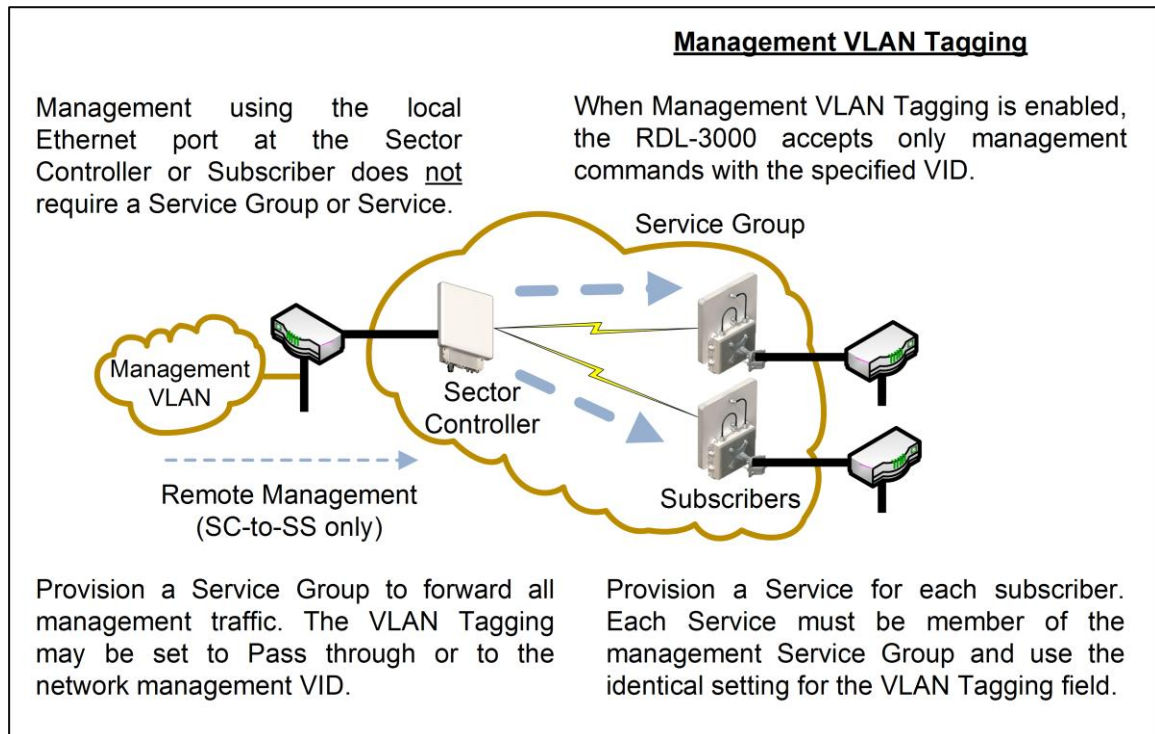 Management VLAN Tagging
Management using the local
Ethernet port at the Sector
Controller or Subscriber does not
require a Service Group or Service.
When Management VLAN Tagging is enabled,
the RDL-3000 accepts only management
commands with the specified VID.
Service Group
Management
VLAN
Sector
Controller
Subscribers
Remote Management
(SC-to-SS only)
Provision a Service Group to forward all
management traffic. The VLAN Tagging
may be set to Pass through or to the
network management VID.
Provision a Service for each subscriber.
Each Service must be member of the
management Service Group and use the
identical setting for the VLAN Tagging field.